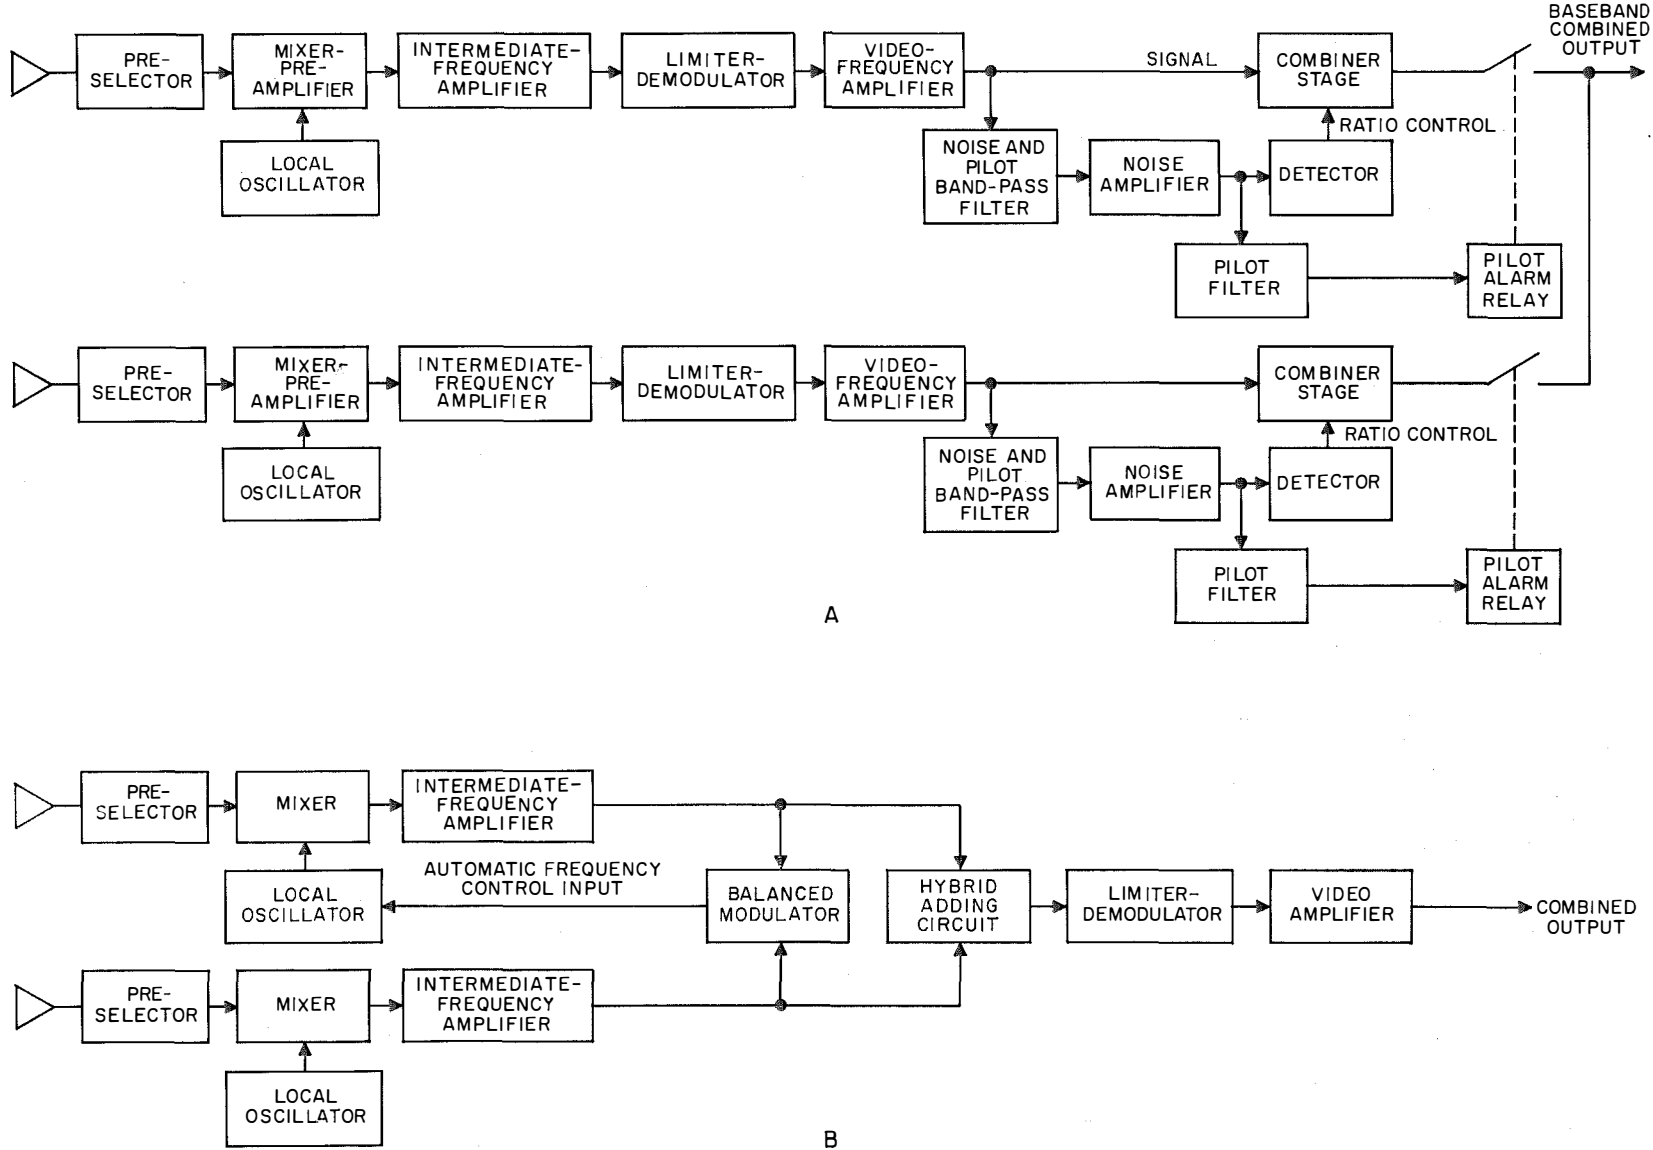 BASEBAND
COMBINED
OUTPUT
PRE-
SELECTOR
MIXER-
PRE-
AMPLIFIER
INTERMEDIATE-
FREQUENCY
AMPLIFIER
LIMITER-
DEMODULATOR
VIDEO-
FREQUENCY
AMPLIFIER
SIGNAL
COMBINER
STAGE
RATIO CONTROL
LOCAL
OSCILLATOR
NOISE AND
PILOT
BAND-PASS
FILTER
NOISE
AMPLIFIER
DETECTOR
PILOT
FILTER
PILOT
ALARM
RELAY
PRE-
SELECTOR
MIXER-
PRE-
AMPLIFIER
INTERMEDIATE-
FREQUENCY
AMPLIFIER
LIMITER-
DEMODULATOR
VIDEO-
FREQUENCY
AMPLIFIER
COMBINER
STAGE
RATIO CONTROL
LOCAL
OSCILLATOR
NOISE AND
PILOT
BAND-PASS
FILTER
NOISE
AMPLIFIER
DETECTOR
PILOT
FILTER
PILOT
ALARM
RELAY
A
PRE-
SELECTOR
MIXER
INTERMEDIATE-
FREQUENCY
AMPLIFIER
LOCAL
OSCILLATOR
AUTOMATIC FREQUENCY
CONTROL INPUT
BALANCED
MODULATOR
HYBRID
ADDING
CIRCUIT
LIMITER-
DEMODULATOR
VIDEO
AMPLIFIER
COMBINED
OUTPUT
PRE-
SELECTOR
MIXER
INTERMEDIATE-
FREQUENCY
AMPLIFIER
LOCAL
OSCILLATOR
B